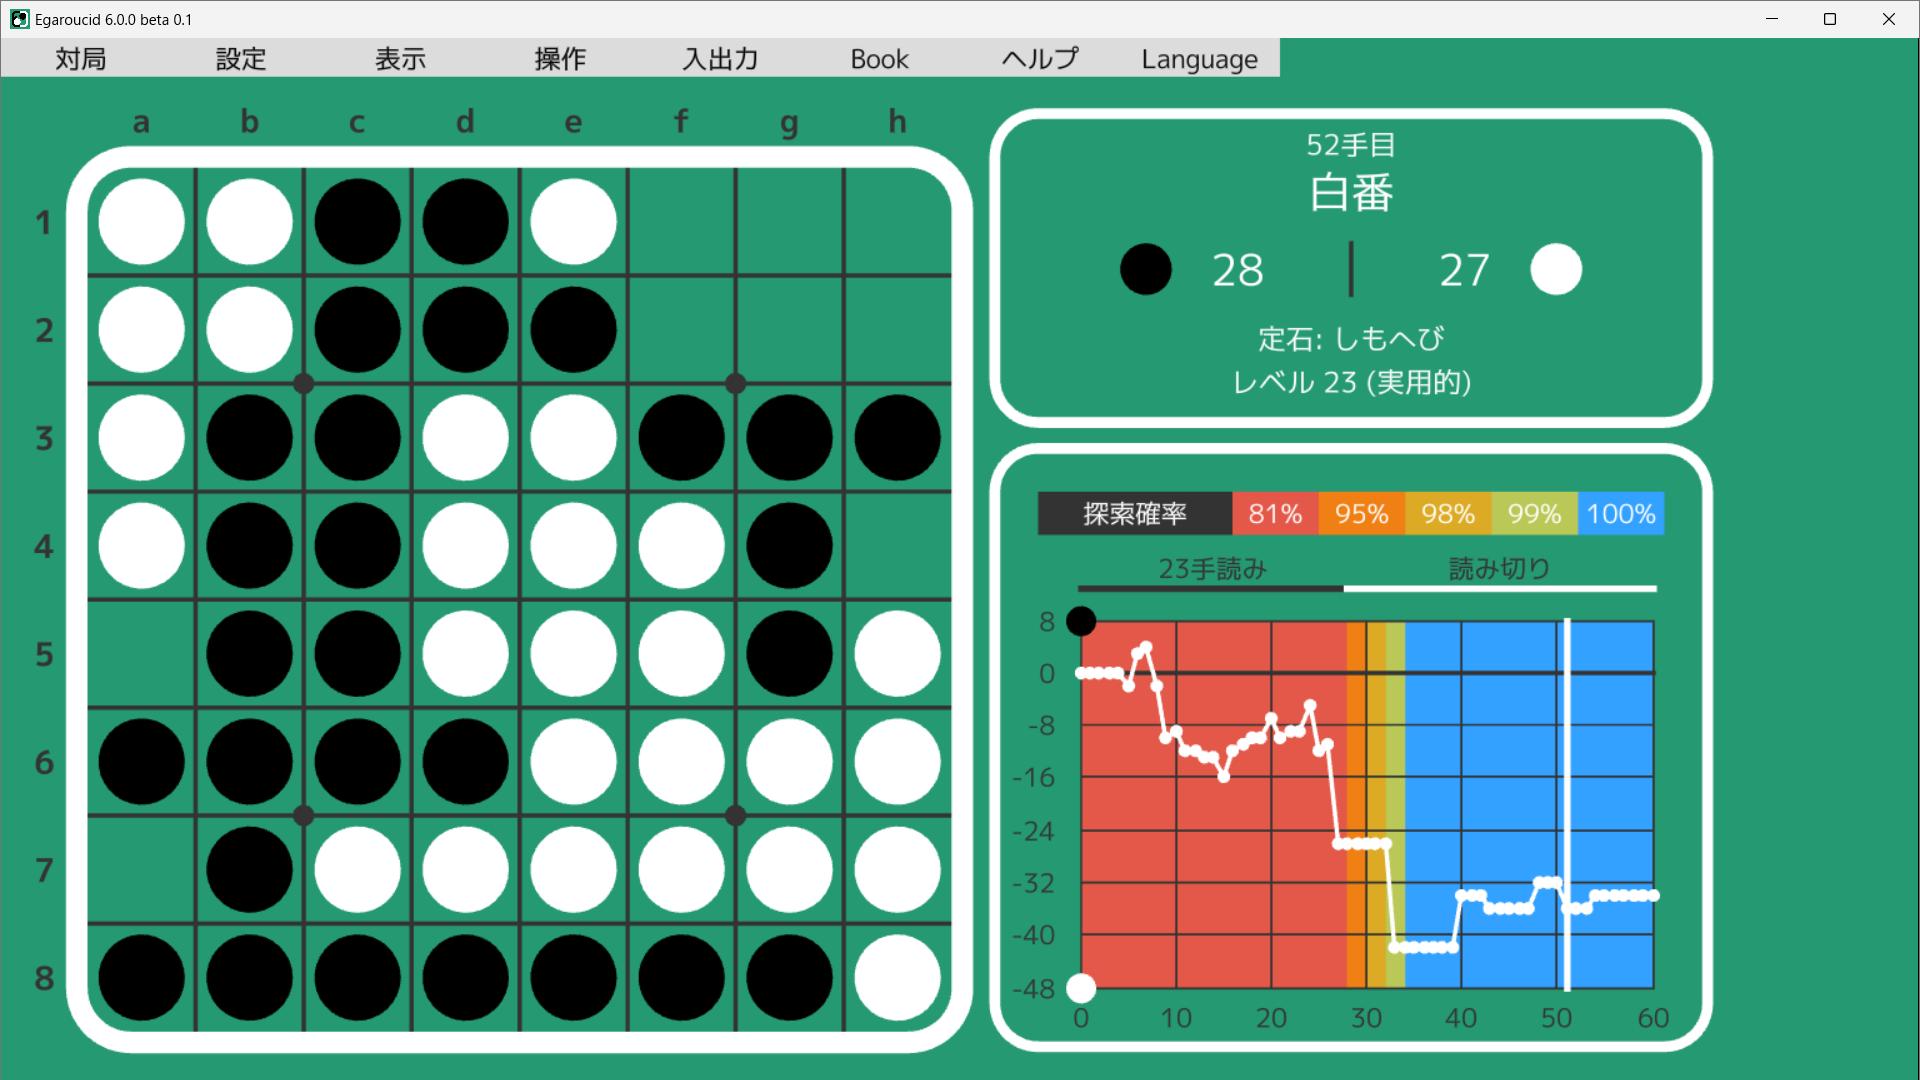 Egaroucid 6.0.0 beta 0.1
対局 設定 表示 操作 入出力 Book ヘルプ Language
a b c d e f g h
1
2
3
4
5
6
7
8
52手目
白番
28 27
定石: しもへび
レベル 23 (実用的)
探索確率 81% 95% 98% 99% 100%
23手読み 読み切り
8
0
-8
-16
-24
-32
-40
-48
0 10 20 30 40 50 60